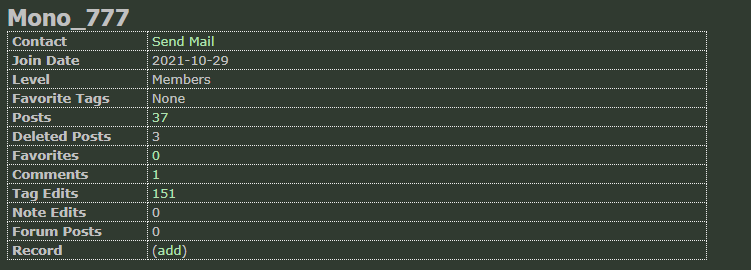 Mono_777
Contact Send Mail
Join Date 2021-10-29
Level Members
Favorite Tags None
Posts 37
Deleted Posts 3
Favorites 0
Comments 1
Tag Edits 151
Note Edits 0
Forum Posts 0
Record (add)